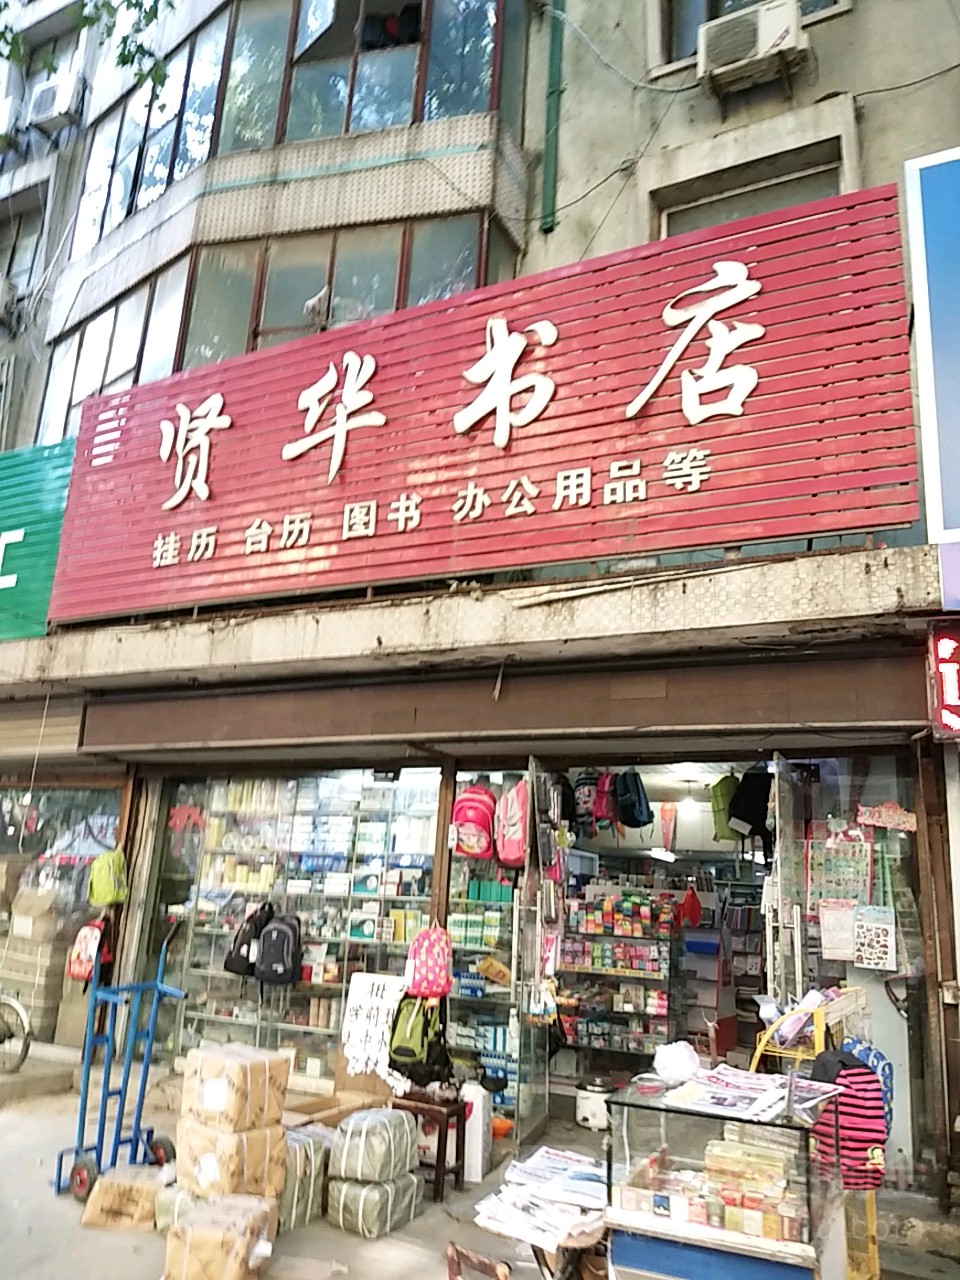 贤华书店
挂历 台历 图书 办公用品等